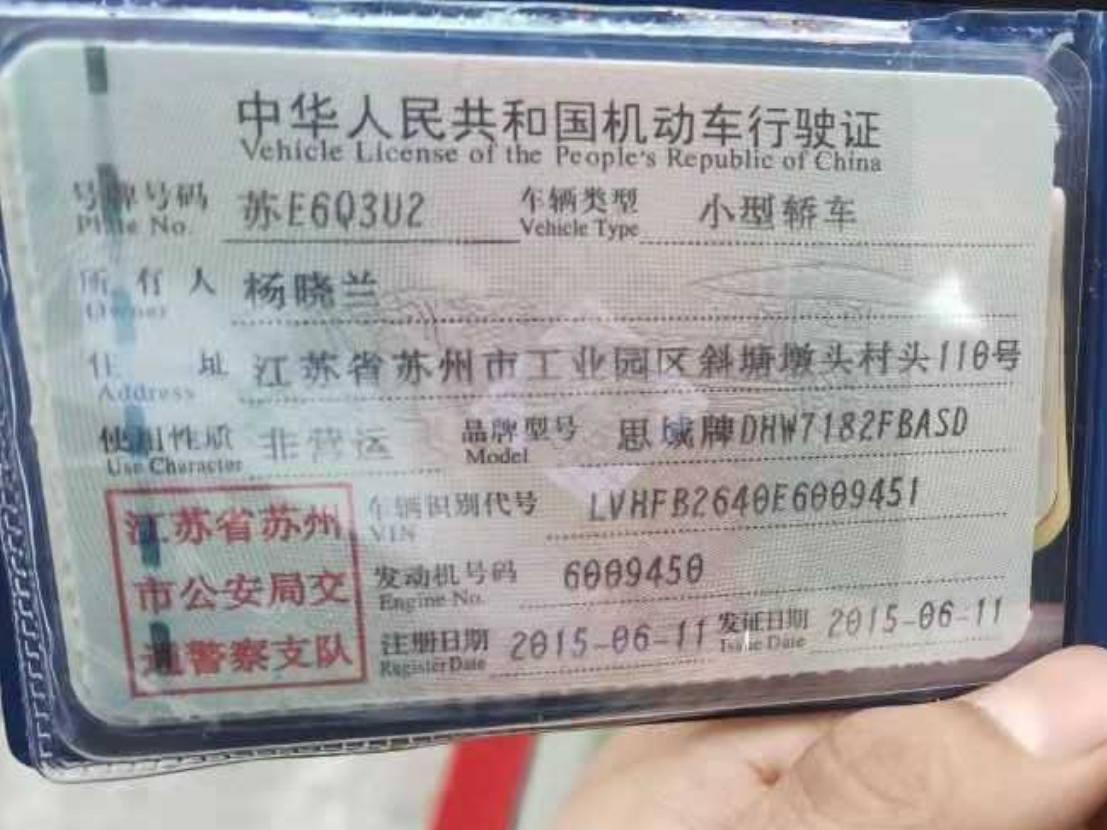 中华人民共和国机动车行驶证
Vehicle License of the People's Republic of China
号牌号码 苏E6Q3U2 车辆类型 小型轿车
Plate No. Vehicle Type
所有人 杨晓兰
Owner
住址 江苏省苏州市工业园区斜塘墩头村头110号
Address
使用性质 非营运 品牌型号 思域牌DHW7182FBASD
Use Character Model
江苏省苏州 车辆识别代号 LVHFB2640E6009451
VIN
市公安局交 发动机号码 6009450
Engine No.
通警察支队 注册日期 2015-06-11 发证日期 2015-06-11
Register Date Issue Date